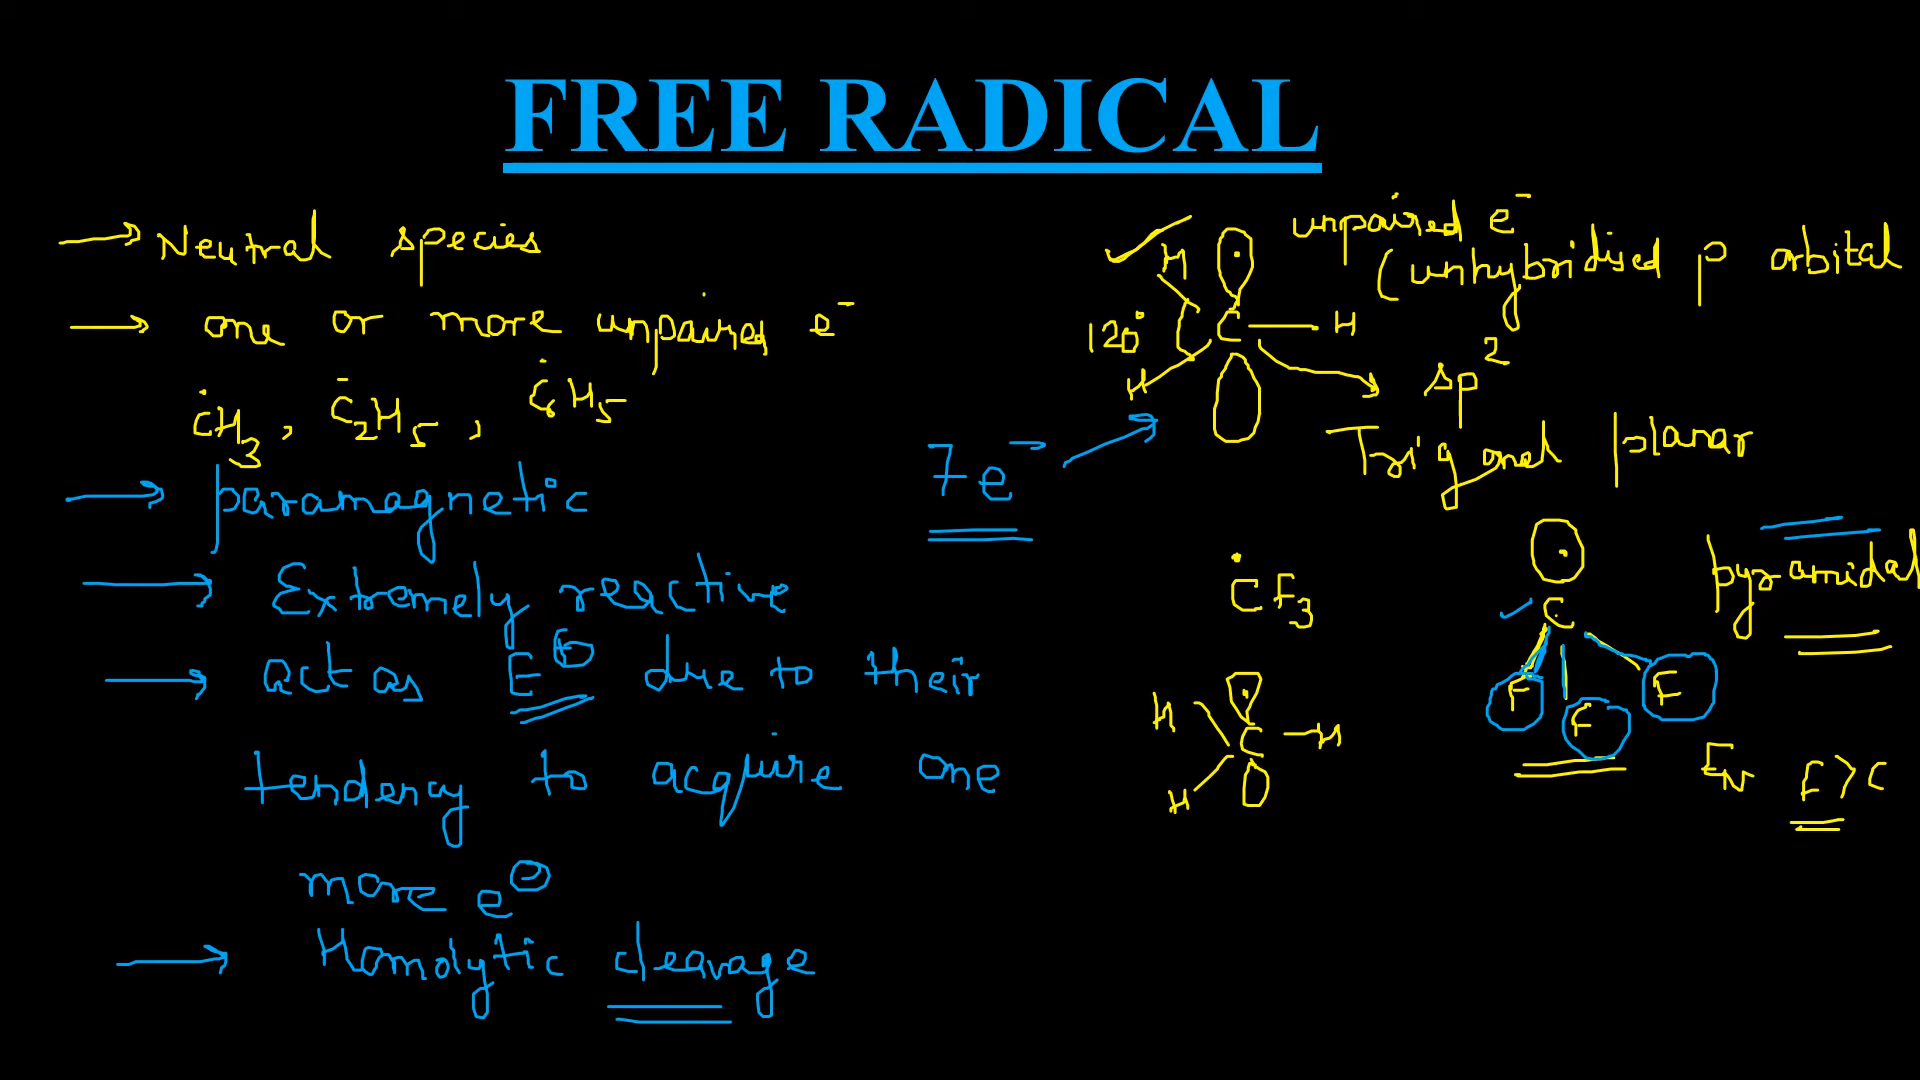 FREE RADICAL
→ Neutral species
→ one or more unpaired e⁻
ĊH₃, C̄₂H₅, Ċ₆H₅
→ paramagnetic
→ Extremely reactive
→ act as E⊕ due to their
tendency to acquire one
more e⊖
→ Homolytic cleavage
unpaired e⁻
(unhybridised p orbital
H
C — H
120°
H
sp²
Trigonal planar
7e⁻
ĊF₃
C
F F F
pyramidal
H
C — H
H
EN F > C